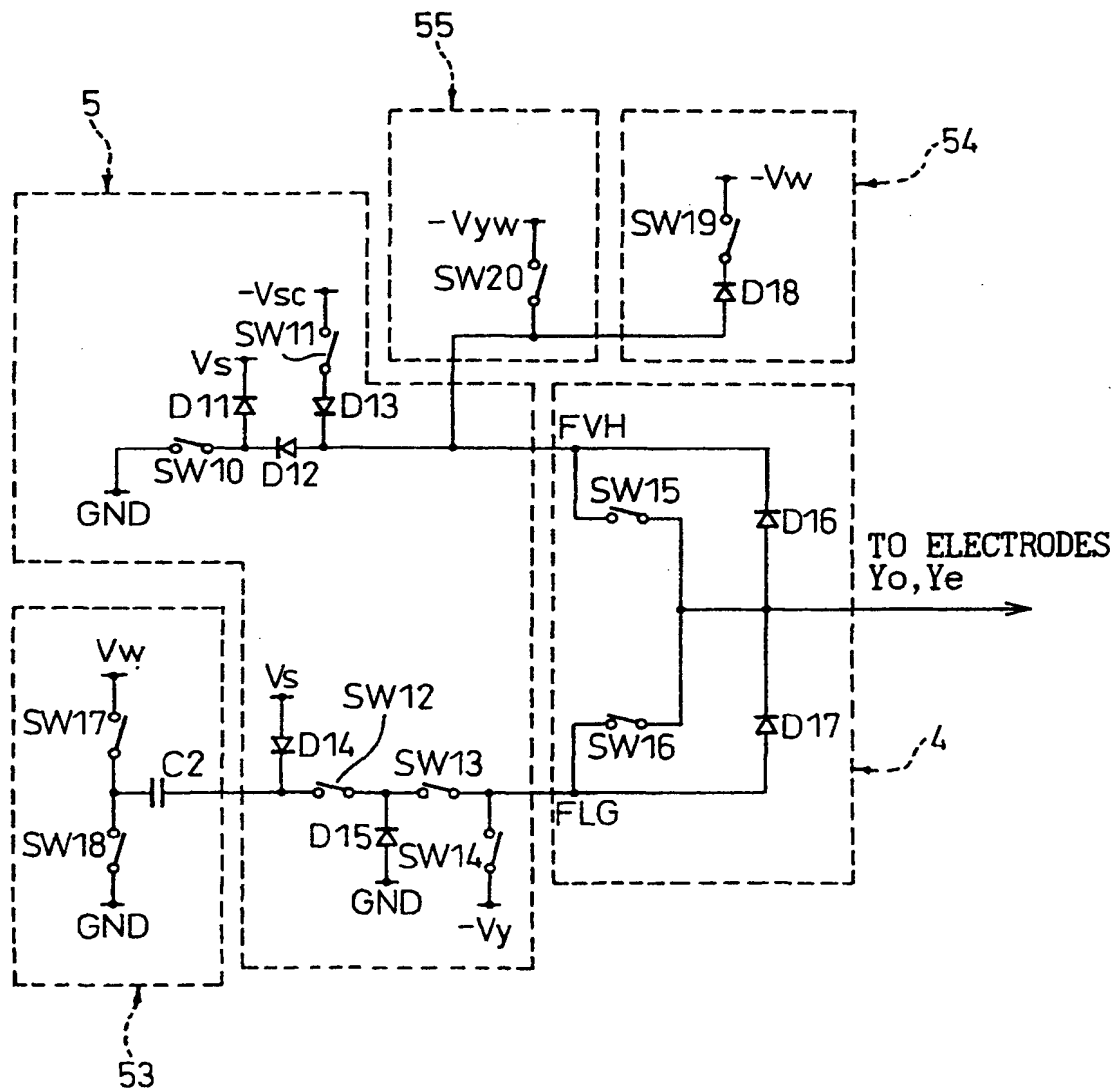 55
5
54
-Vw
-Vyw
SW19
SW20
D18
-Vsc
SW11
Vs
D11
D13
FVH
SW10
D12
SW15
GND
D16
TO ELECTRODES
Yo,Ye
Vw
Vs
SW12
SW17
D14
SW13
SW16
D17
4
C2
FLG
SW18
D15
SW14
GND
GND
-Vy
53